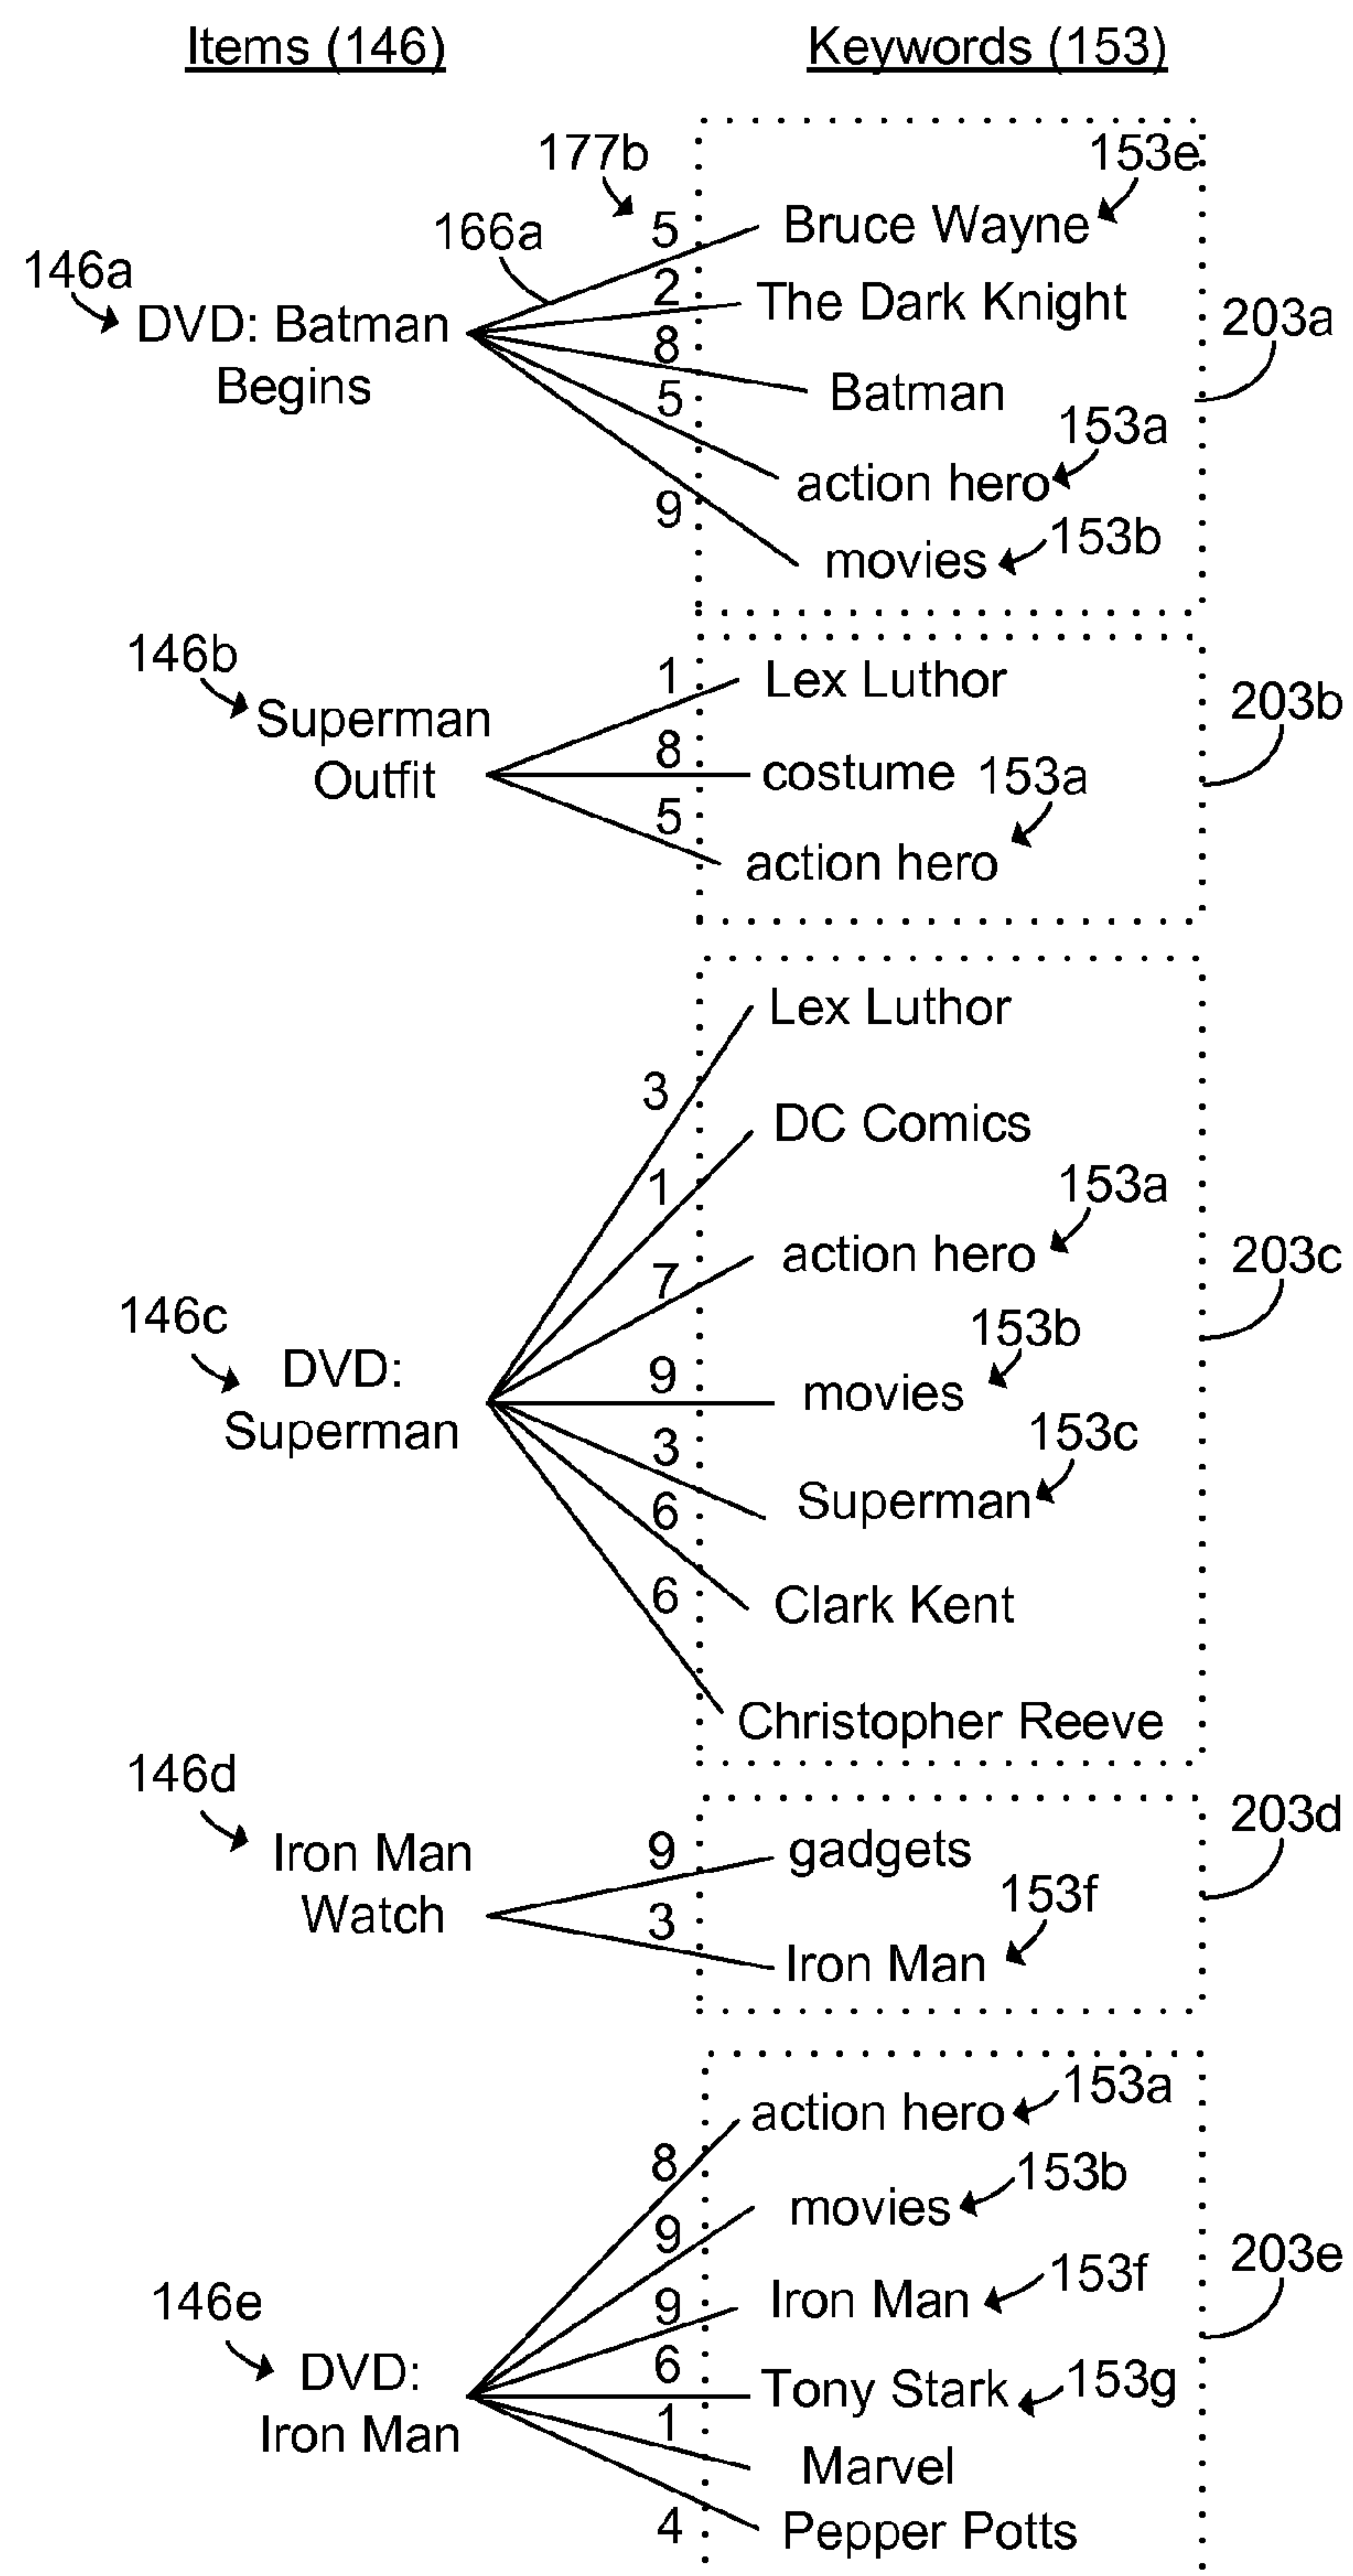 Items (146) Keywords (153)
177b 153e
5 Bruce Wayne
166a
146a 2 The Dark Knight 203a
DVD: Batman
Begins
8 Batman
5 153a
action hero
9 153b
movies
146b 1 Lex Luthor 203b
Superman
Outfit
8 costume 153a
5 action hero
Lex Luthor
3
DC Comics
1 153a
action hero 203c
7
146c 153b
DVD:
Superman
9 movies
3 153c
Superman
6
Clark Kent
6
Christopher Reeve
146d 203d
Iron Man
Watch
9 gadgets
153f
3
Iron Man
action hero 153a
8 153b
movies
9
153f 203e
Iron Man
9
146e
DVD:
Iron Man
6 Tony Stark 153g
1
Marvel
4 Pepper Potts